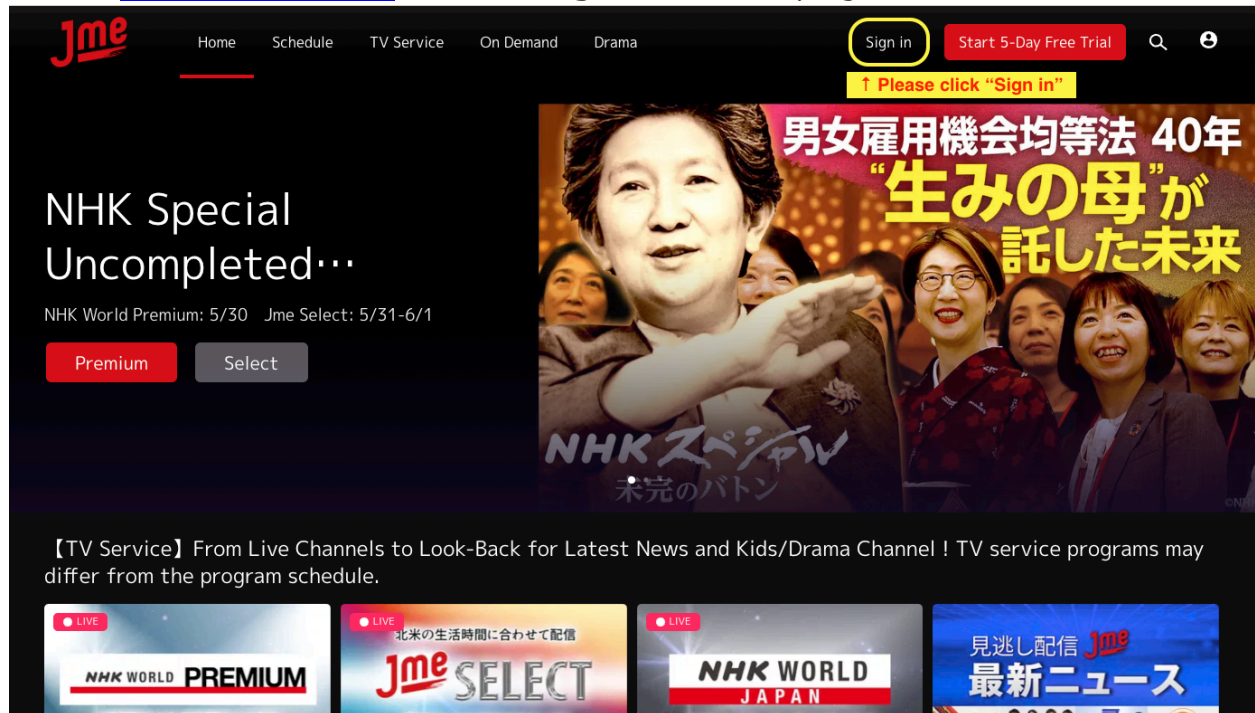 Jme
Home Schedule TV Service On Demand Drama Sign in Start 5-Day Free Trial
↑ Please click “Sign in”
男女雇用機会均等法 40年
“生みの母”が
託した未来
NHK Special
Uncompleted…
NHK World Premium: 5/30 Jme Select: 5/31-6/1
Premium Select
NHKスペシャル
未完のバトン
【TV Service】From Live Channels to Look-Back for Latest News and Kids/Drama Channel ! TV service programs may
differ from the program schedule.
LIVE
NHK WORLD PREMIUM
LIVE
北米の生活時間に合わせて配信
Jme SELECT
LIVE
NHK WORLD
JAPAN
見逃し配信 Jme
最新ニュース